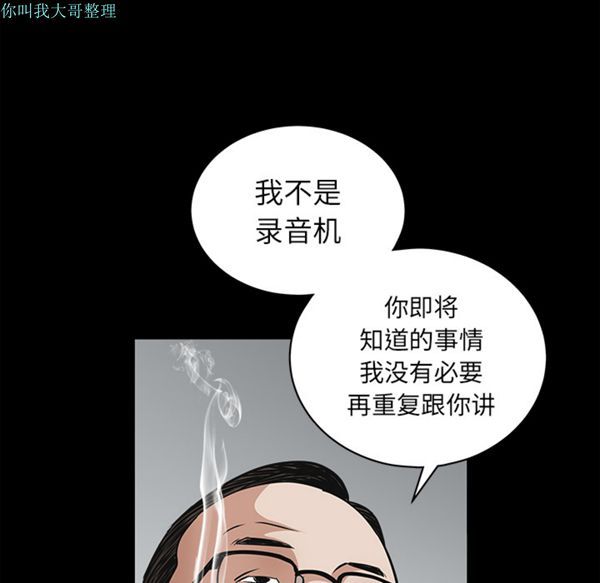 你叫我大哥整理
我不是
录音机
你即将
知道的事情
我没有必要
再重复跟你讲